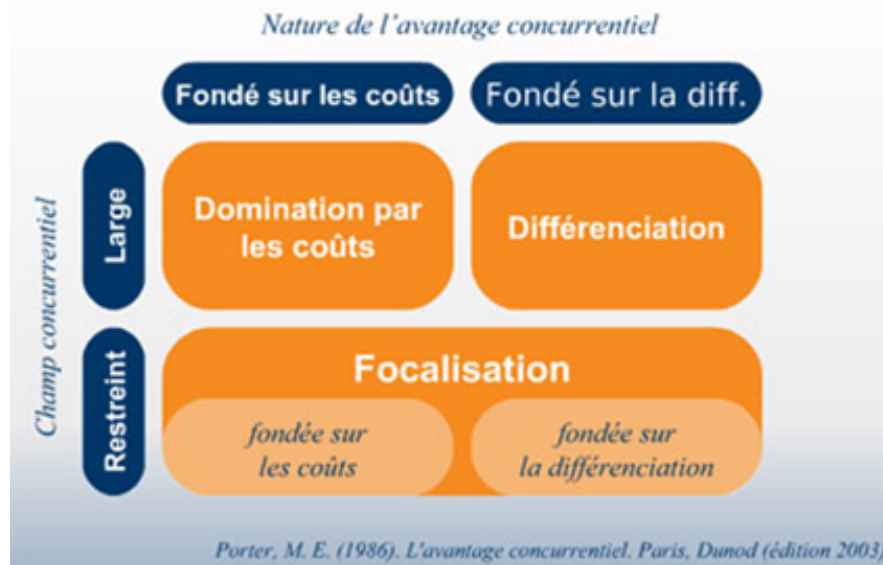 Nature de l'avantage concurrentiel
Fondé sur les coûts
Fondé sur la diff.
Champ concurrentiel
Large
Domination par
les coûts
Différenciation
Restreint
Focalisation
fondée sur
les coûts
fondée sur
la différenciation
Porter, M. E. (1986). L'avantage concurrentiel. Paris, Dunod (édition 2003)